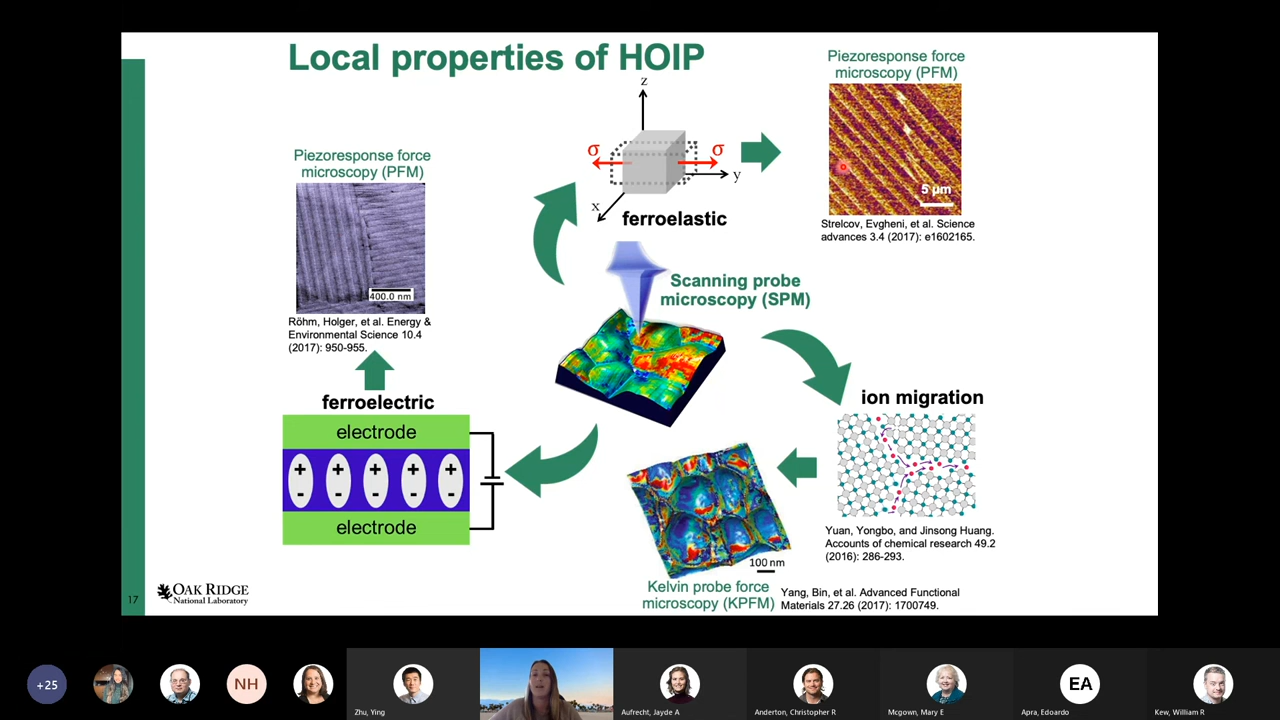 Local properties of HOIP
Piezoresponse force
microscopy (PFM)
400.0 nm
Röhm, Holger, et al. Energy &
Environmental Science 10.4
(2017): 950-955.
ferroelectric
electrode
+ + + + +
- - - - -
electrode
z
σ
σ
y
x
ferroelastic
Scanning probe
microscopy (SPM)
Piezoresponse force
microscopy (PFM)
5 μm
Strelcov, Evgheni, et al. Science
advances 3.4 (2017): e1602165.
ion migration
Yuan, Yongbo, and Jinsong Huang.
Accounts of chemical research 49.2
(2016): 286-293.
100 nm
Kelvin probe force
microscopy (KPFM)
Yang, Bin, et al. Advanced Functional
Materials 27.26 (2017): 1700749.
17
OAK RIDGE
National Laboratory
+25
NH
Zhu, Ying
Aufrecht, Jayde A
Anderton, Christopher R
Mcgown, Mary E
EA
Apra, Edoardo
Kew, William R